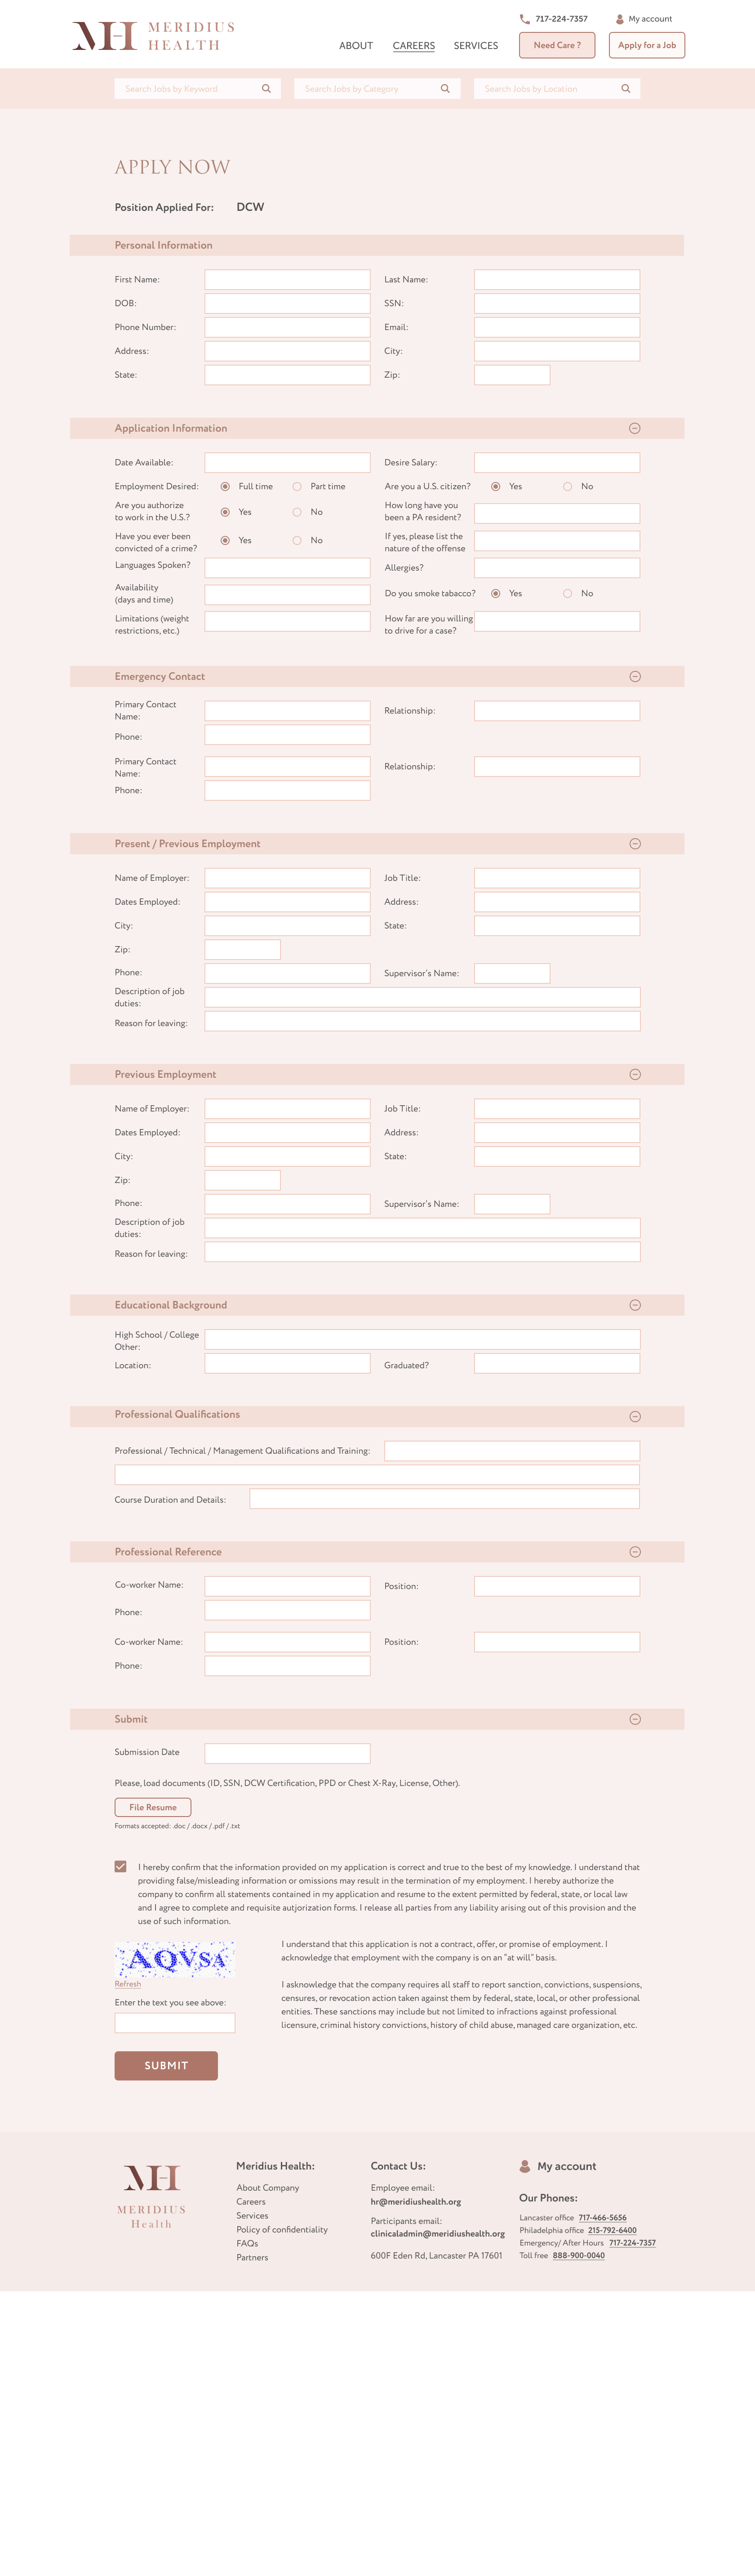 MERIDIUS
HEALTH
717-224-7357
My account
ABOUT
CAREERS
SERVICES
Need Care ?
Apply for a Job
Search Jobs by Keyword
Search Jobs by Category
Search Jobs by Location
APPLY NOW
Position Applied For: DCW
Personal Information
First Name:
Last Name:
DOB:
SSN:
Phone Number:
Email:
Address:
City:
State:
Zip:
Application Information
Date Available:
Desire Salary:
Employment Desired: Full time Part time
Are you a U.S. citizen? Yes No
Are you authorize
to work in the U.S.?
Yes No
How long have you
been a PA resident?
Have you ever been
convicted of a crime?
Yes No
If yes, please list the
nature of the offense
Languages Spoken?
Allergies?
Availability
(days and time)
Do you smoke tabacco? Yes No
Limitations (weight
restrictions, etc.)
How far are you willing
to drive for a case?
Emergency Contact
Primary Contact
Name:
Relationship:
Phone:
Primary Contact
Name:
Relationship:
Phone:
Present / Previous Employment
Name of Employer:
Job Title:
Dates Employed:
Address:
City:
State:
Zip:
Phone:
Supervisor's Name:
Description of job
duties:
Reason for leaving:
Previous Employment
Name of Employer:
Job Title:
Dates Employed:
Address:
City:
State:
Zip:
Phone:
Supervisor's Name:
Description of job
duties:
Reason for leaving:
Educational Background
High School / College
Other:
Location:
Graduated?
Professional Qualifications
Professional / Technical / Management Qualifications and Training:
Course Duration and Details:
Professional Reference
Co-worker Name:
Position:
Phone:
Co-worker Name:
Position:
Phone:
Submit
Submission Date
Please, load documents (ID, SSN, DCW Certification, PPD or Chest X-Ray, License, Other).
File Resume
Formats accepted: .doc / .docx / .pdf / .txt
I hereby confirm that the information provided on my application is correct and true to the best of my knowledge. I understand that
providing false/misleading information or omissions may result in the termination of my employment. I hereby authorize the
company to confirm all statements contained in my application and resume to the extent permitted by federal, state, or local law
and I agree to complete and requisite autjorization forms. I release all parties from any liability arising out of this provision and the
use of such information.
AQVSA
Refresh
Enter the text you see above:
I understand that this application is not a contract, offer, or promise of employment. I
acknowledge that employment with the company is on an "at will" basis.
I asknowledge that the company requires all staff to report sanction, convictions, suspensions,
censures, or revocation action taken against them by federal, state, local, or other professional
entities. These sanctions may include but not limited to infractions against professional
licensure, criminal history convictions, history of child abuse, managed care organization, etc.
SUBMIT
MH
MERIDIUS
Health
Meridius Health:
About Company
Careers
Services
Policy of confidentiality
FAQs
Partners
Contact Us:
Employee email:
hr@meridiushealth.org
Participants email:
clinicaladmin@meridiushealth.org
600F Eden Rd, Lancaster PA 17601
My account
Our Phones:
Lancaster office 717-466-5656
Philadelphia office 215-792-6400
Emergency/ After Hours 717-224-7357
Toll free 888-900-0040